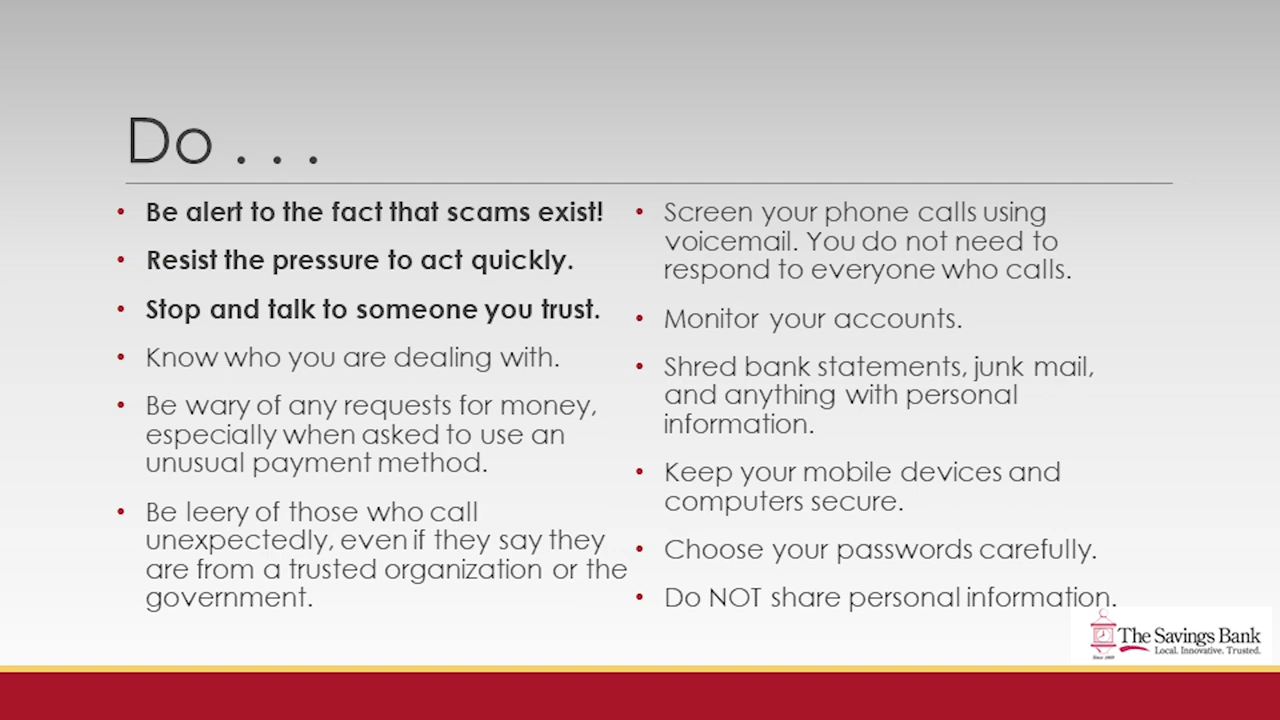 Do . . .
• Be alert to the fact that scams exist!
• Resist the pressure to act quickly.
• Stop and talk to someone you trust.
• Know who you are dealing with.
• Be wary of any requests for money,
especially when asked to use an
unusual payment method.
• Be leery of those who call
unexpectedly, even if they say they
are from a trusted organization or the
government.
• Screen your phone calls using
voicemail. You do not need to
respond to everyone who calls.
• Monitor your accounts.
• Shred bank statements, junk mail,
and anything with personal
information.
• Keep your mobile devices and
computers secure.
• Choose your passwords carefully.
• Do NOT share personal information.
The Savings Bank
Local. Innovative. Trusted.
Since 1869